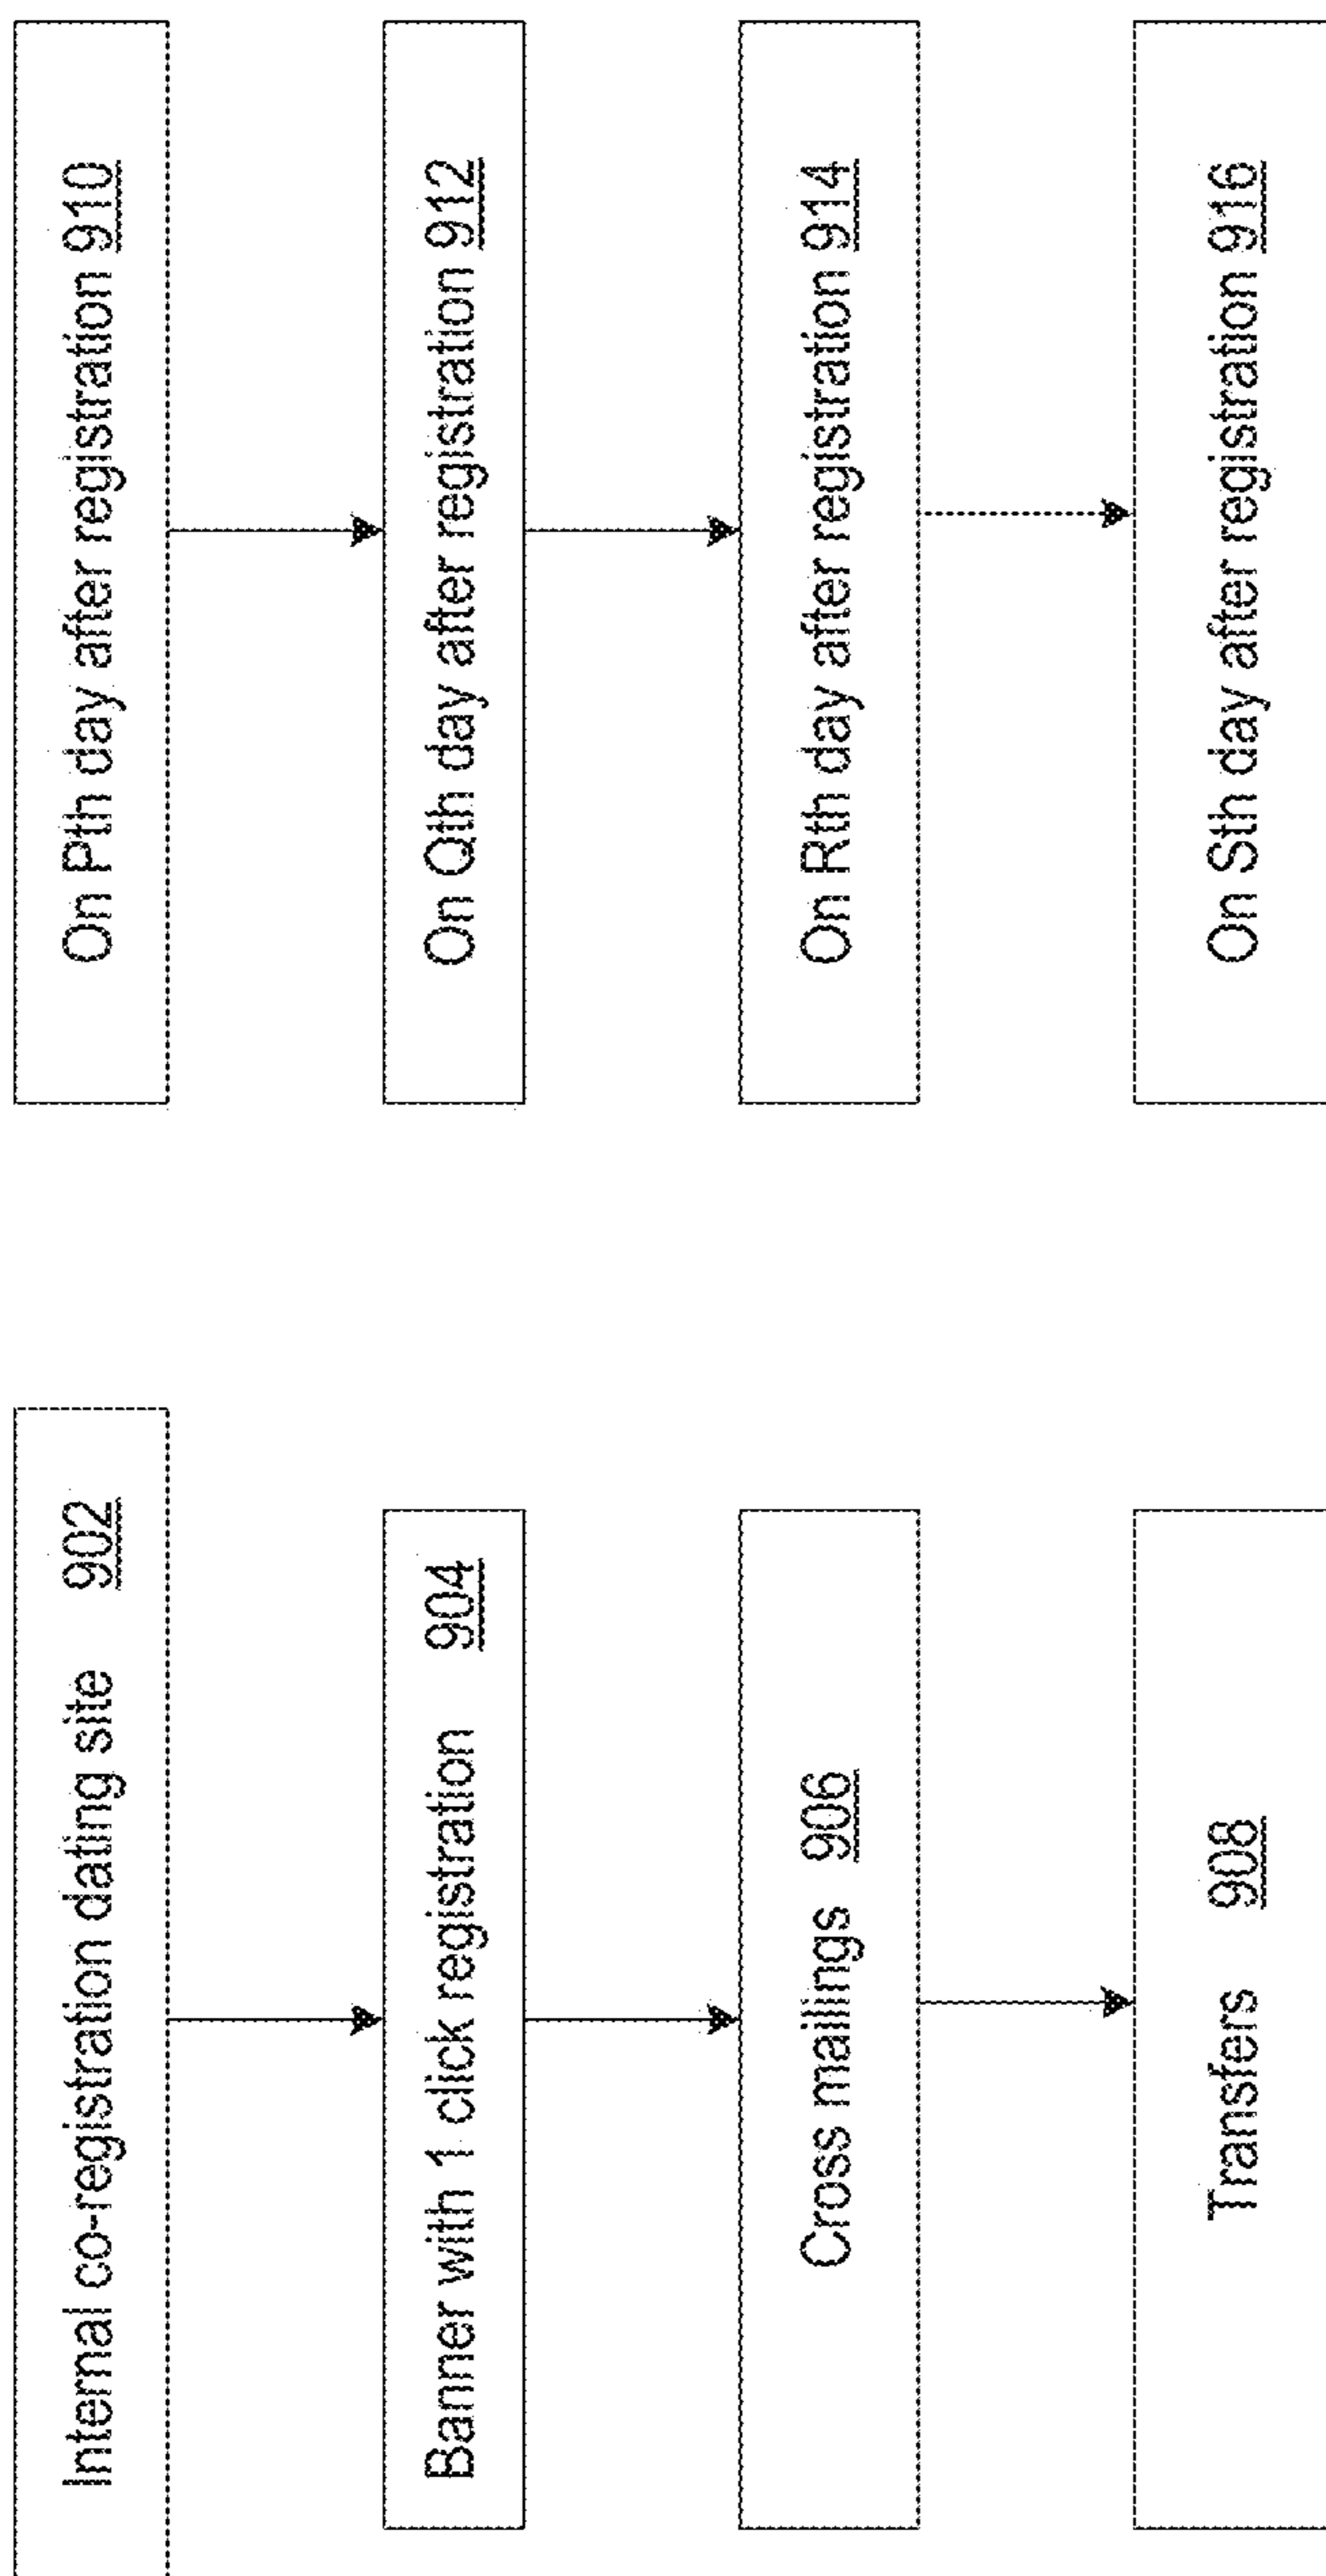 Internal co-registration dating site 902
Banner with 1 click registration 904
Cross mailings 906
Transfers 908
On Pth day after registration 910
On Qth day after registration 912
On Rth day after registration 914
On Sth day after registration 916